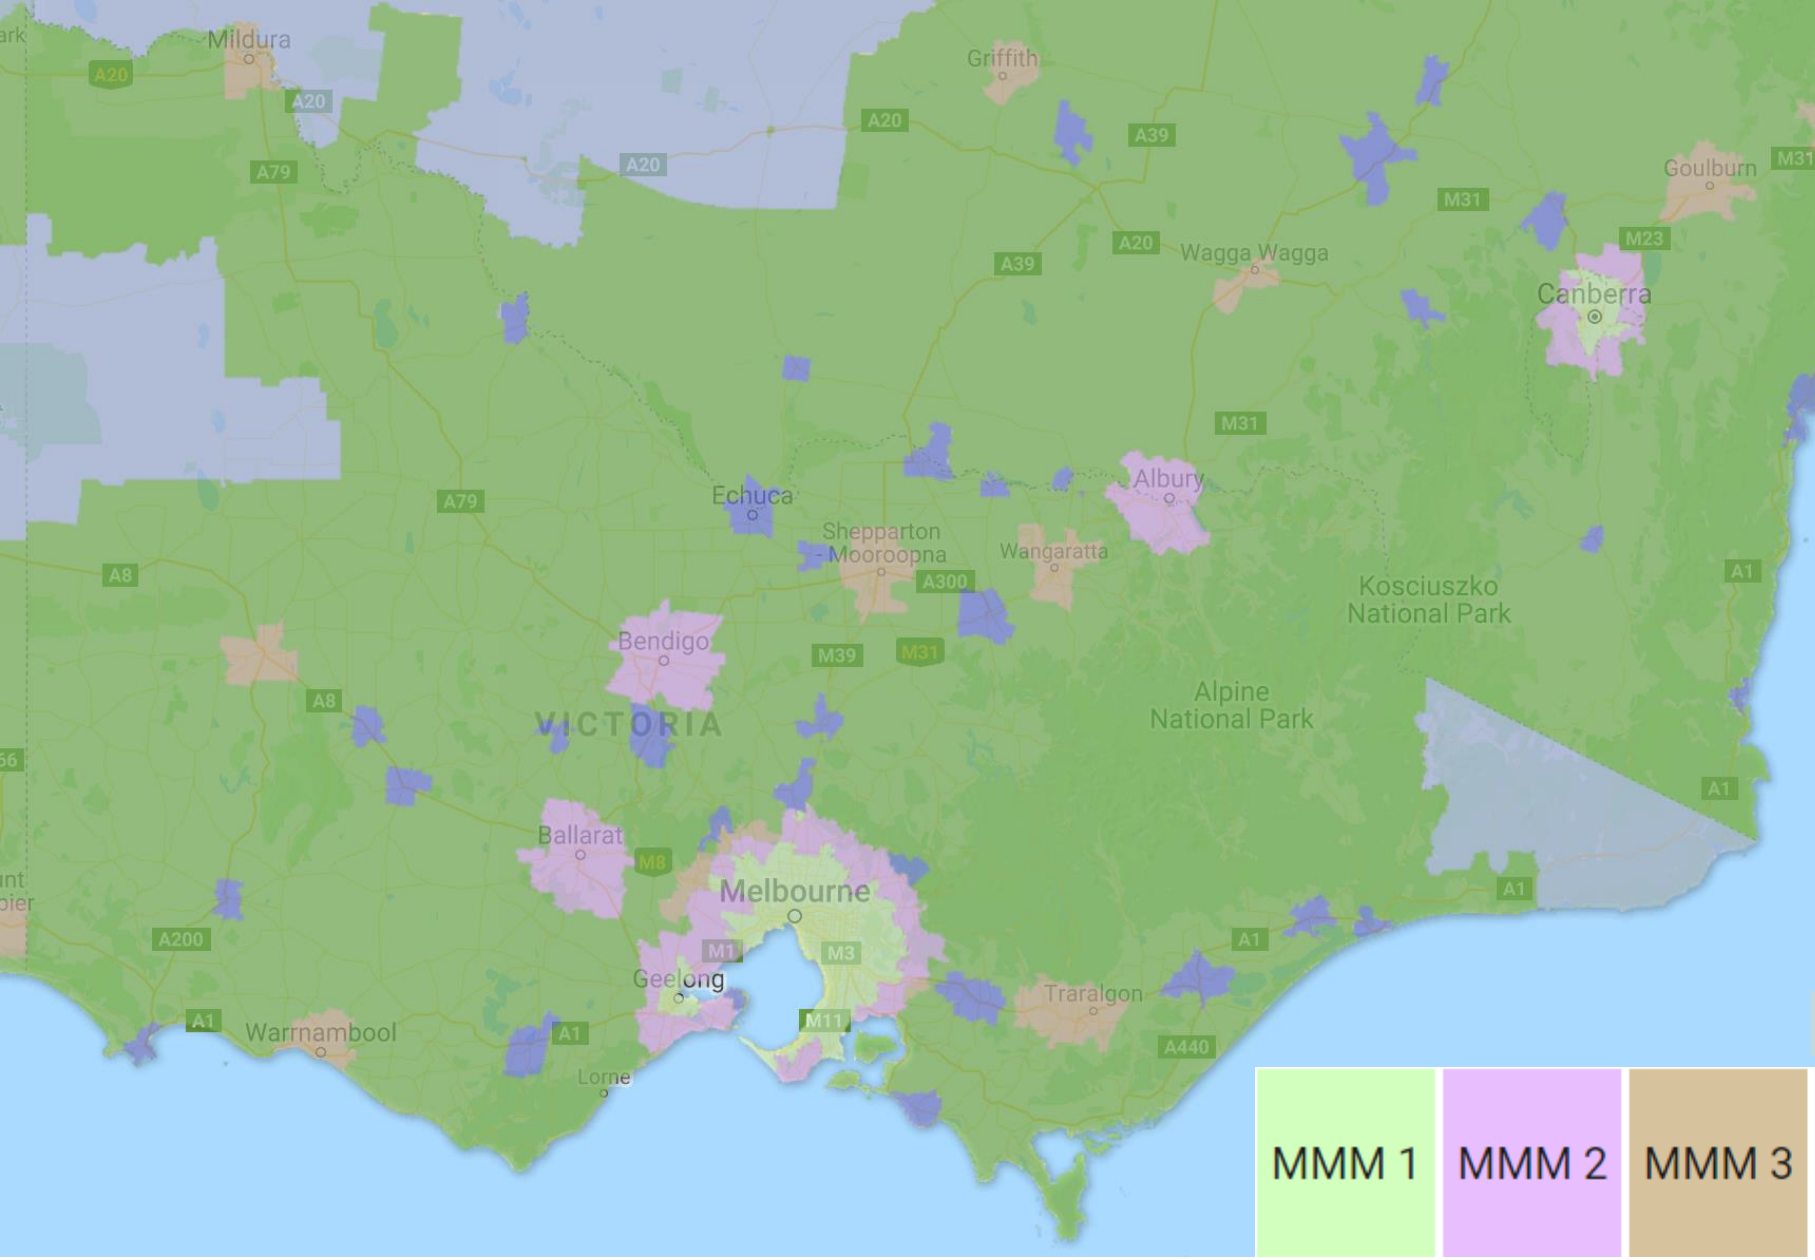 ark
Mildura
A20
A20
A79
A20
A20
Griffith
A39
M31
Goulburn
M31
M23
A20
Wagga Wagga
A39
Canberra
M31
Albury
Echuca
A79
Shepparton
- Mooroopna
Wangaratta
A300
A8
Kosciuszko
National Park
A1
Bendigo
M39
M31
A8
Alpine
National Park
VICTORIA
66
A1
Ballarat
M8
Melbourne
A1
A200
A1
M1
M3
Geelong
Traralgon
A1
Warrnambool
A1
M11
A440
Lorne
MMM 1
MMM 2
MMM 3